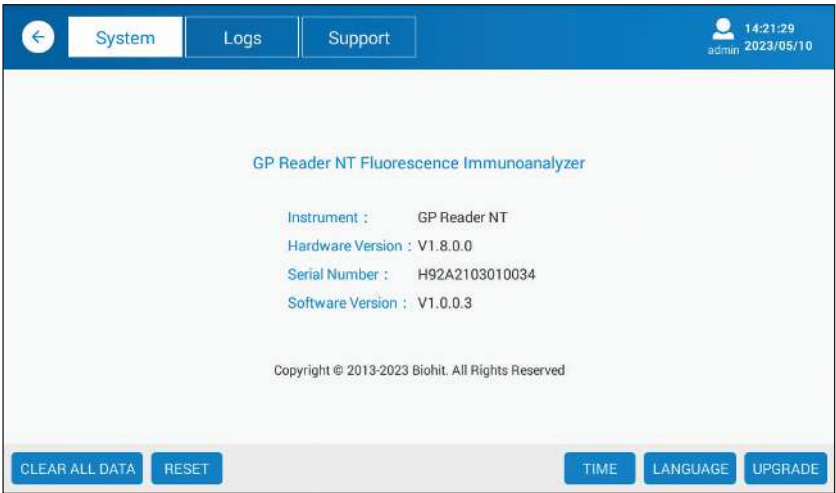 System Logs Support 14:21:29
admin 2023/05/10
GP Reader NT Fluorescence Immunoanalyzer
Instrument : GP Reader NT
Hardware Version : V1.8.0.0
Serial Number : H92A2103010034
Software Version : V1.0.0.3
Copyright © 2013-2023 Biohit. All Rights Reserved
CLEAR ALL DATA RESET TIME LANGUAGE UPGRADE